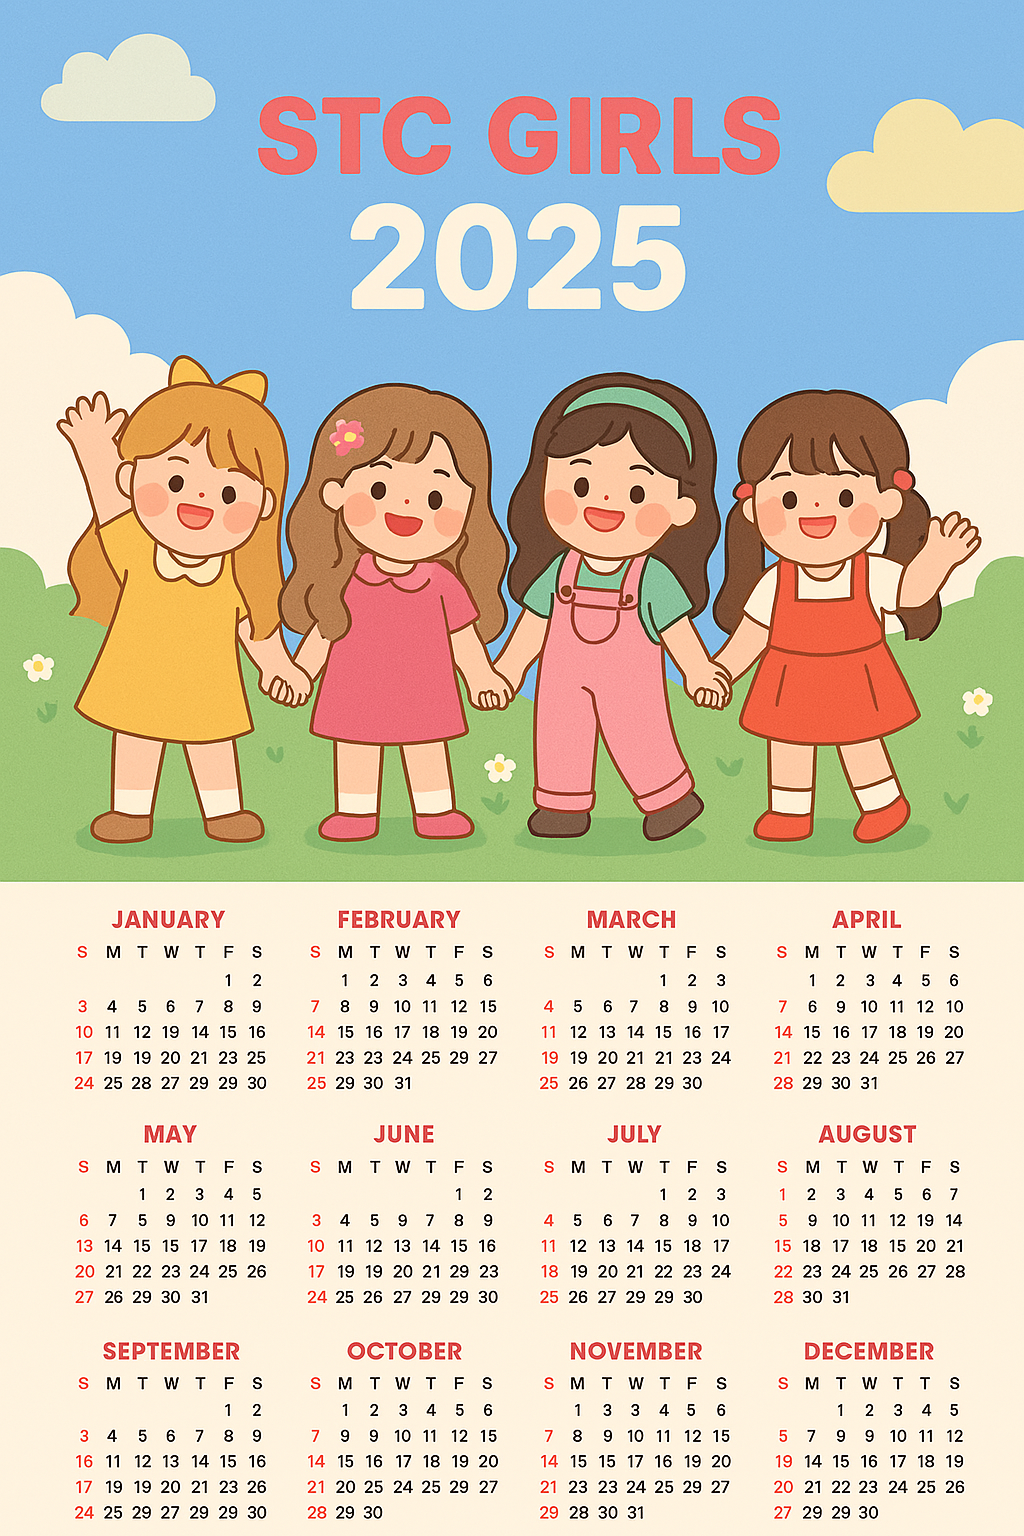 STC GIRLS
2025
JANUARY
S M T W T F S
1 2
3 4 5 6 7 8 9
10 11 12 19 14 15 16
17 19 19 20 21 23 25
24 25 28 27 29 29 30
FEBRUARY
S M T W T F S
1 2 3 4 5 6
7 8 9 10 11 12 15
14 15 16 17 18 19 20
21 23 23 24 25 29 27
25 29 30 31
MARCH
S M T W T F S
1 2 3
4 5 6 7 8 9 10
11 12 13 14 15 16 17
19 19 20 21 22 23 24
25 26 27 28 29 30
APRIL
S M T W T F S
1 2 3 4 5 6
7 6 9 10 11 12 10
14 15 16 17 18 19 20
21 22 23 24 25 26 27
28 29 30 31
MAY
S M T W T F S
1 2 3 4 5
6 7 5 9 10 11 12
13 14 15 15 17 18 19
20 21 22 23 24 25 26
27 26 29 30 31
JUNE
S M T W T F S
1 2
3 4 5 9 7 8 9
10 11 12 13 14 15 16
17 19 19 20 21 29 23
24 25 26 27 29 29 30
JULY
S M T W T F S
1 2 3
4 5 6 7 8 9 10
11 12 13 14 15 18 17
18 19 20 21 22 23 24
25 26 27 29 29 30
AUGUST
S M T W T F S
1 2 3 4 5 6 7
5 9 10 11 12 19 14
15 18 17 18 15 20 21
22 23 24 25 26 27 28
28 30 31
SEPTEMBER
S M T W T F S
1 2
3 4 5 6 7 8 9
16 11 12 13 14 15 16
17 19 19 20 21 23 26
24 25 29 27 29 29 30
OCTOBER
S M T W T F S
1 2 3 4 5 6
7 9 9 10 11 12 15
14 15 16 17 18 19 20
21 20 25 24 25 29 27
28 29 30
NOVEMBER
S M T W T F S
1 3 3 4 5 6
7 8 9 10 11 12 15
14 15 15 17 16 19 20
21 23 23 24 25 26 27
29 28 30 31
DECEMBER
S M T W T T S
1 2 3 4 5
5 7 9 9 10 11 12
19 14 15 16 17 18 19
20 21 22 23 24 25 26
27 29 29 30